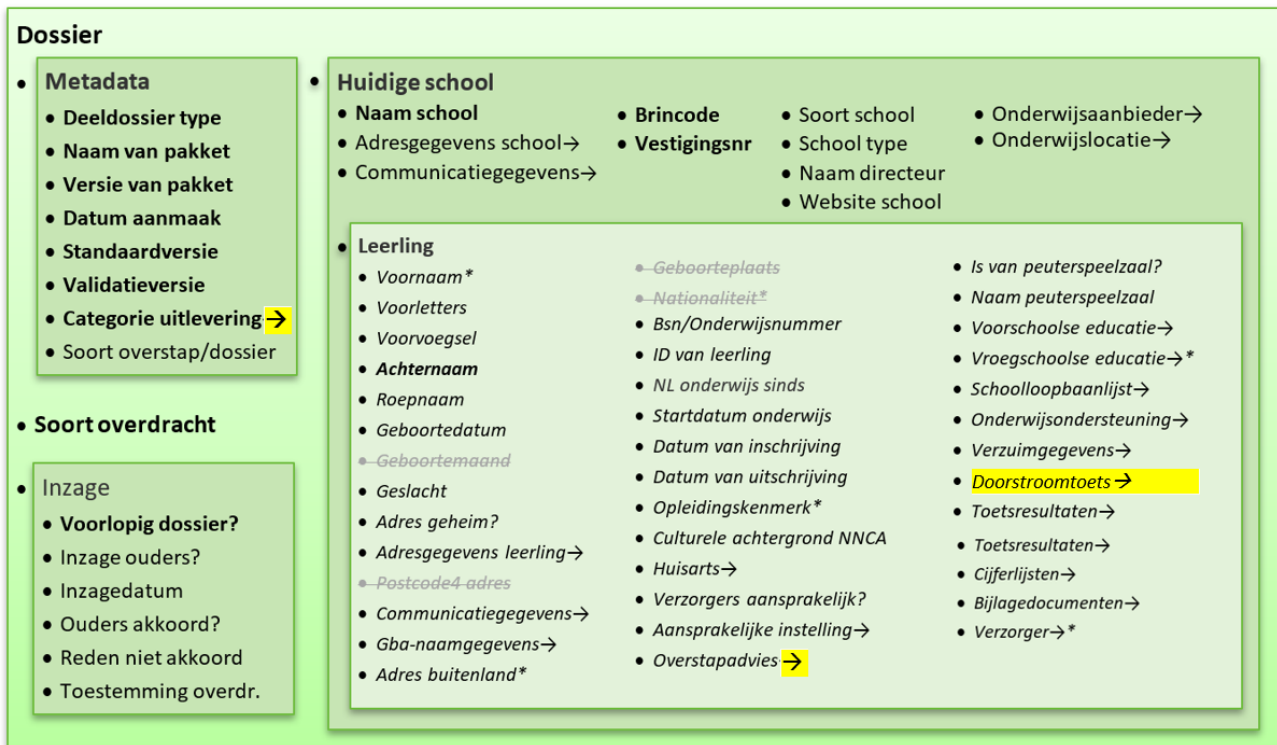 Dossier
• Metadata
• Deeldossier type
• Naam van pakket
• Versie van pakket
• Datum aanmaak
• Standaardversie
• Validatieversie
• Categorie uitlevering→
• Soort overstap/dossier
• Soort overdracht
• Inzage
• Voorlopig dossier?
• Inzage ouders?
• Inzagedatum
• Ouders akkoord?
• Reden niet akkoord
• Toestemming overdr.
• Huidige school
• Naam school
• Adresgegevens school→
• Communicatiegegevens→
• Brincode
• Vestigingsnr
• Soort school
• School type
• Naam directeur
• Website school
• Onderwijsaanbieder→
• Onderwijslocatie→
• Leerling
• Voornaam*
• Voorletters
• Voorvoegsel
• Achternaam
• Roepnaam
• Geboortedatum
• Geboortemaand
• Geslacht
• Adres geheim?
• Adresgegevens leerling→
• Postcode4 adres
• Communicatiegegevens→
• Gba-naamgegevens→
• Adres buitenland*
• Geboorteplaats
• Nationaliteit*
• Bsn/Onderwijsnummer
• ID van leerling
• NL onderwijs sinds
• Startdatum onderwijs
• Datum van inschrijving
• Datum van uitschrijving
• Opleidingskenmerk*
• Culturele achtergrond NNCA
• Huisarts→
• Verzorgers aansprakelijk?
• Aansprakelijke instelling→
• Overstapadvies→
• Is van peuterspeelzaal?
• Naam peuterspeelzaal
• Voorschoolse educatie→
• Vroegschoolse educatie→*
• Schoolloopbaanlijst→
• Onderwijsondersteuning→
• Verzuimgegevens→
• Doorstroomtoets→
• Toetsresultaten→
• Toetsresultaten→
• Cijferlijsten→
• Bijlagedocumenten→
• Verzorger→*